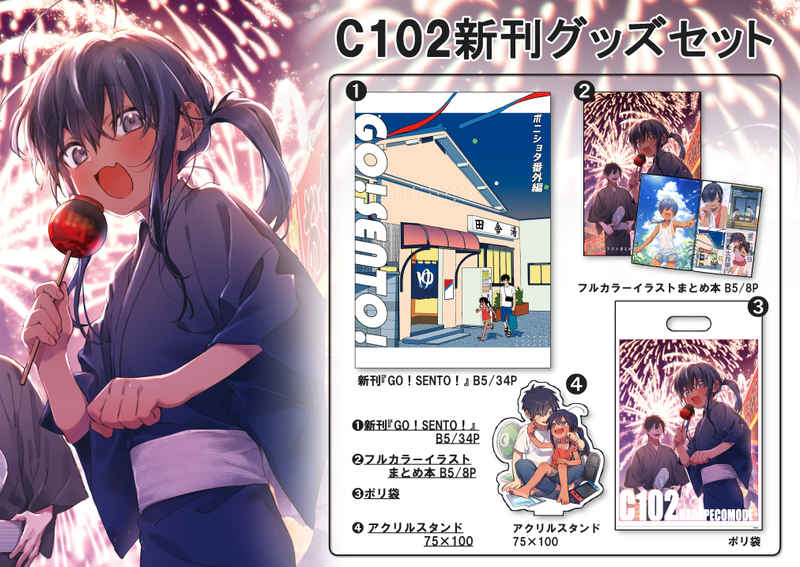 C102新刊グッズセット
1
GO!SENTO!
ポニショタ番外編
田舎湯
ゆ
新刊『GO！SENTO！』B5/34P
2
フルカラーイラストまとめ本 B5/8P
3
C102
ポリ袋
4
アクリルスタンド
75×100
❶新刊『GO！SENTO！』
B5/34P
❷フルカラーイラスト
まとめ本 B5/8P
❸ポリ袋
❹アクリルスタンド
75×100